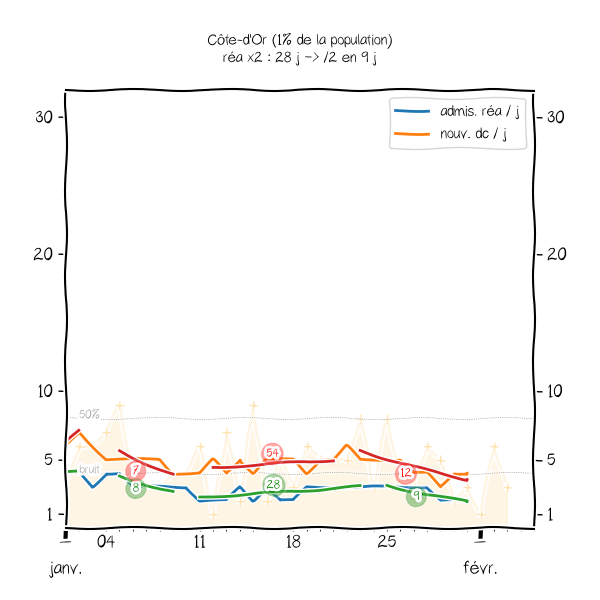 Côte-d'Or (1% de la population)
réa x2 : 28 j -> /2 en 9 j
admis. réa / j
nouv. dc / j
30 30
20 20
10 10
50%
5 5
bruit
54
7
12
8
28
9
1 1
04 11 18 25
janv. févr.